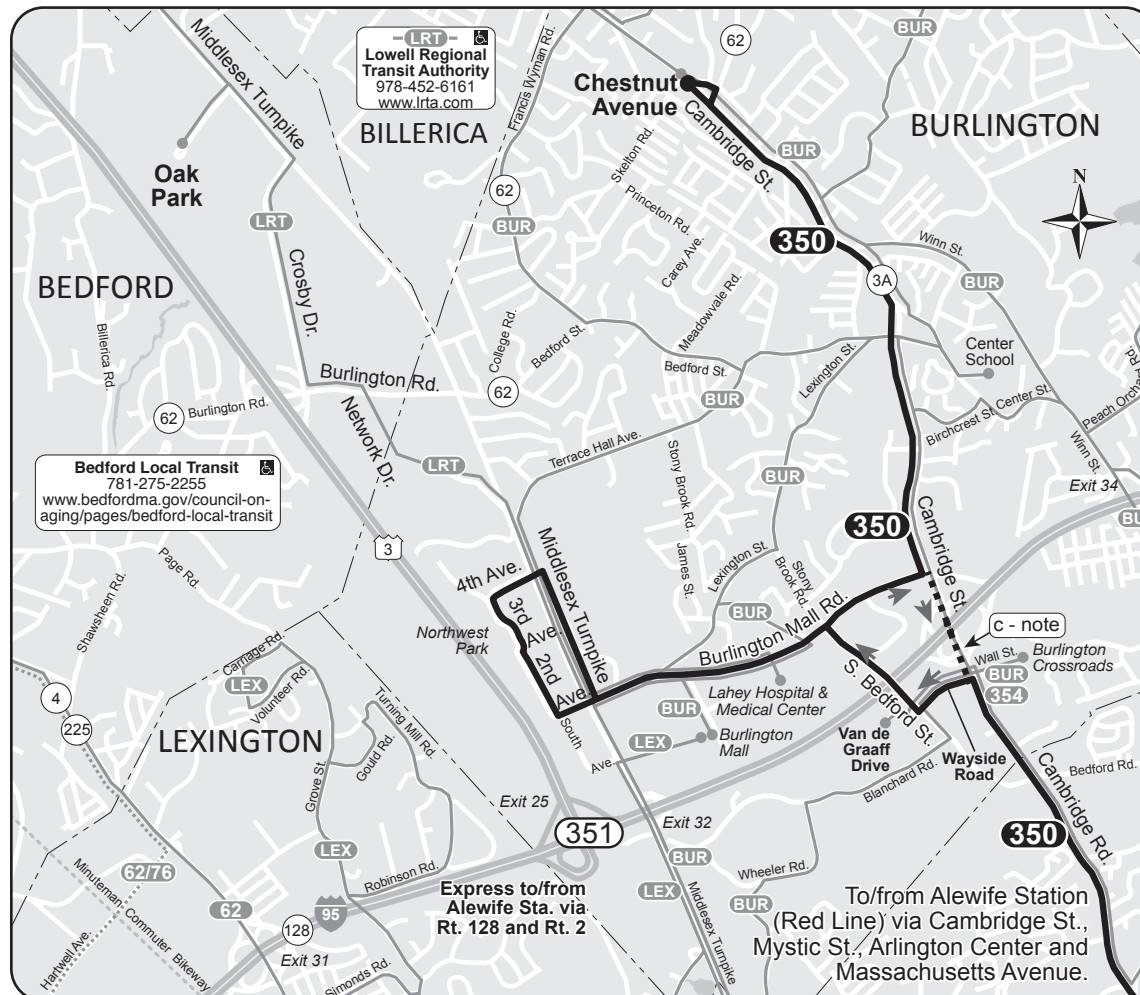 Middlesex Turnpike
LRT
Lowell Regional
Transit Authority
978-452-6161
www.lrta.com
Francis Wyman Rd.
BUR
62
Chestnut
Avenue
BILLERICA
BURLINGTON
Cambridge St.
BUR
Skelton Rd.
Oak
Park
62
BUR
Princeton Rd.
N
LRT
350
Winn St.
Carey Ave.
BUR
Crosby Dr.
3A
BEDFORD
Meadowvale Rd.
Billerica Rd.
College Rd.
Bedford St.
Center
School
Lexington St.
Bedford St.
Burlington Rd.
62
BUR
Birchcrest St.
Center St.
62
Burlington Rd.
Network Dr.
Peach Orchard
Rd.
Winn St.
Terrace Hall Ave.
Bedford Local Transit
781-275-2255
www.bedfordma.gov/council-on-
aging/pages/bedford-local-transit
LRT
Stony Brook Rd.
BUR
Exit 34
BU
350
Cambridge St.
3
Middlesex Turnpike
Page Rd.
4th Ave.
James St.
Lexington St.
Stony
Brook Rd.
Shawsheen Rd.
3rd
Ave.
Northwest
Park
BUR
Burlington Mall Rd.
c - note
Carriage Rd.
2nd
Ave.
Wall St.
Burlington
Crossroads
LEX
Volunteer Rd.
BUR
354
4
Lahey Hospital &
Medical Center
S. Bedford St.
225
Turning Mill Rd.
BUR
LEXINGTON
South
Ave.
Burlington
Mall
LEX
Van de
Graaff
Drive
Wayside
Road
Gould Rd.
Grove St.
Blanchard Rd.
Bedford Rd.
Cambridge Rd.
Exit 25
351
Exit 32
350
LEX
BUR
62/76
Robinson Rd.
Wheeler Rd.
Minuteman Commuter Bikeway
62
95
Express to/from
Alewife Sta. via
Rt. 128 and Rt. 2
LEX
BUR
Middlesex Turnpike
To/from Alewife Station
(Red Line) via Cambridge St.,
Mystic St., Arlington Center and
Massachusetts Avenue.
128
Hartwell Ave.
Exit 31
Simonds Rd.